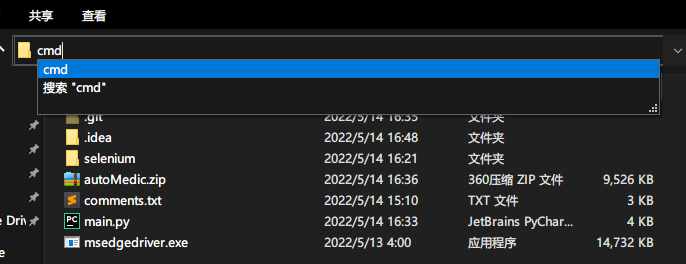 共享 查看
cmd
cmd
搜索 "cmd"
.git 2022/5/14 16:35 文件夹
.idea 2022/5/14 16:48 文件夹
selenium 2022/5/14 16:21 文件夹
autoMedic.zip 2022/5/14 16:36 360压缩 ZIP 文件 9,526 KB
comments.txt 2022/5/14 15:10 TXT 文件 3 KB
main.py 2022/5/14 16:33 JetBrains PyChar... 4 KB
e Driv
msedgedriver.exe 2022/5/13 4:00 应用程序 14,732 KB
e